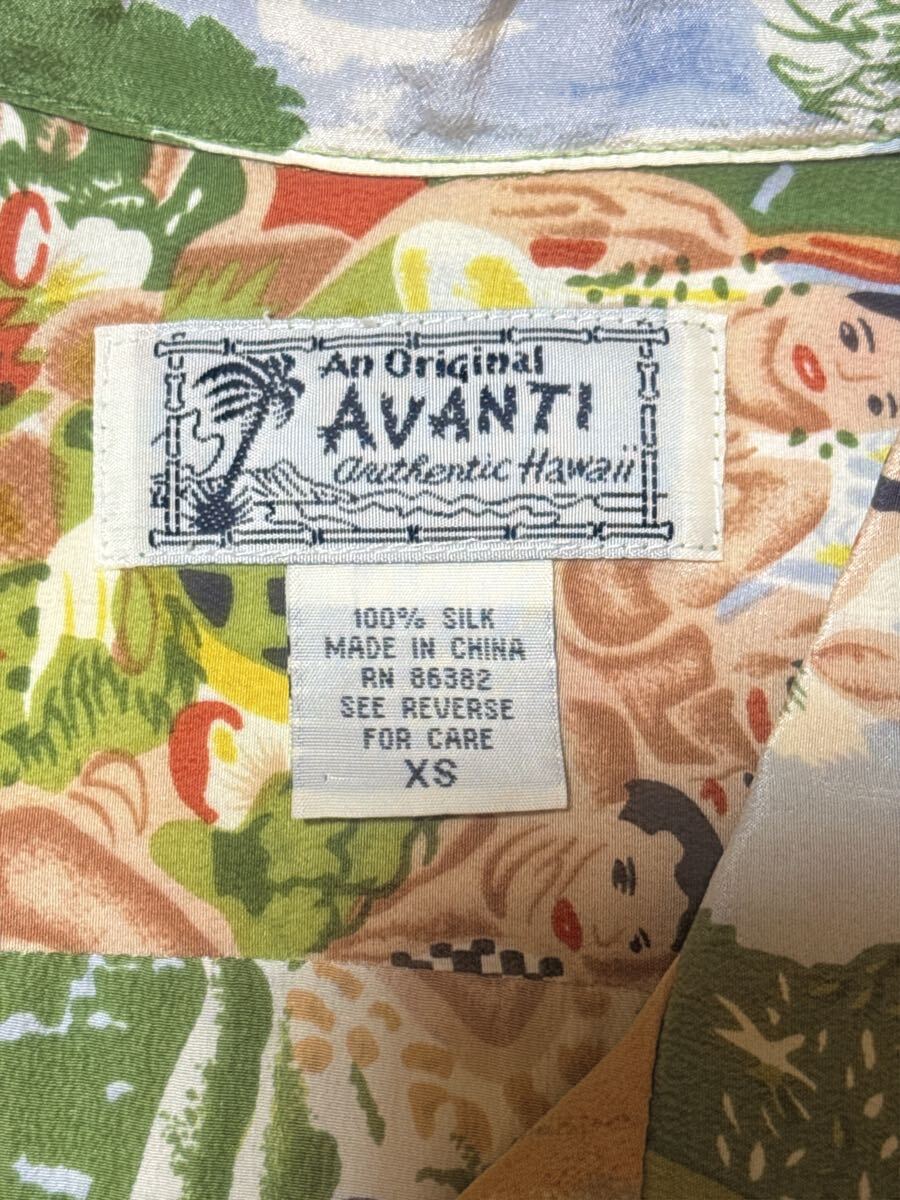 An Original
AVANTI
Authentic Hawaii
100% SILK
MADE IN CHINA
RN 86382
SEE REVERSE
FOR CARE
XS